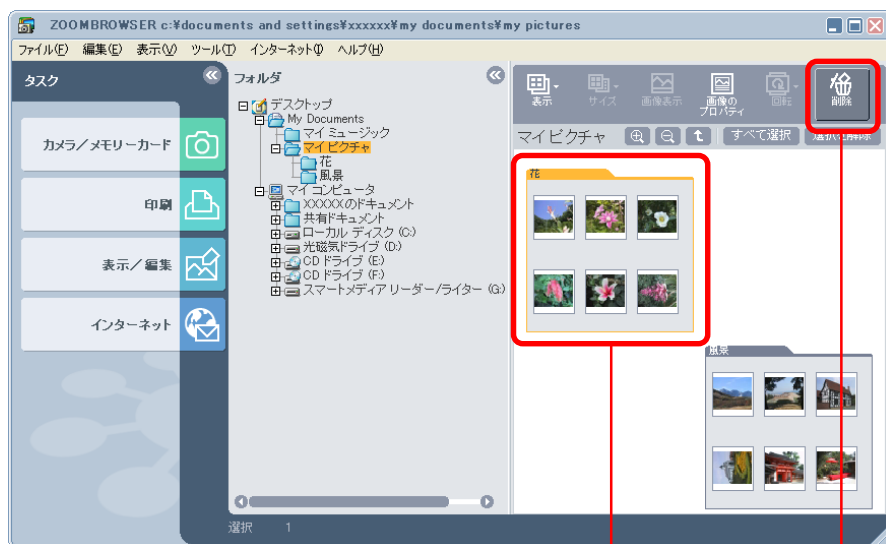 ZOOMBROWSER c:¥documents and settings¥xxxxxx¥my documents¥my pictures
ファイル(F) 編集(E) 表示(V) ツール(T) インターネット(I) ヘルプ(H)
タスク
カメラ/メモリーカード
印刷
表示/編集
インターネット
フォルダ
デスクトップ
My Documents
マイ ミュージック
マイ ピクチャ
花
風景
マイ コンピュータ
XXXXXのドキュメント
共有ドキュメント
ローカル ディスク (C:)
光磁気ドライブ (D:)
CD ドライブ (E:)
CD ドライブ (F:)
スマートメディア リーダー/ライター (G:)
表示 サイズ 画像表示 画像の
プロパティ 回転 削除
マイ ピクチャ すべて選択 選択を解除
花
風景
選択 1